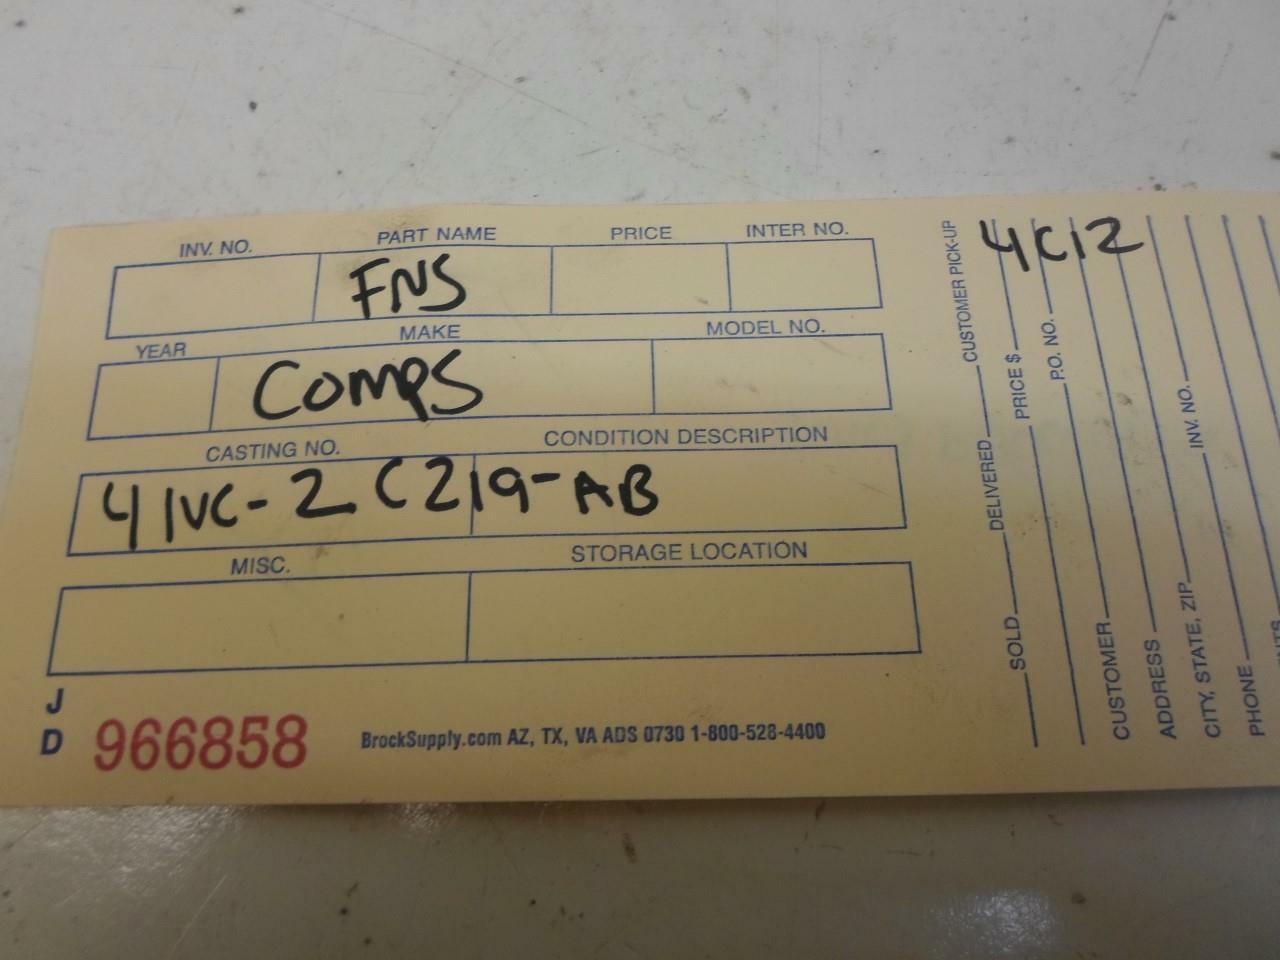 INV. NO. PART NAME PRICE INTER NO.
FNS
YEAR MAKE MODEL NO.
Comps
CASTING NO. CONDITION DESCRIPTION
41VC-2C219-AB
MISC. STORAGE LOCATION
J
D 966858 BrockSupply.com AZ, TX, VA ADS 0730 1-800-528-4400
4C12
SOLD DELIVERED CUSTOMER PICK-UP
PRICE $
P.O. NO.
CUSTOMER
ADDRESS
CITY, STATE, ZIP INV. NO.
PHONE